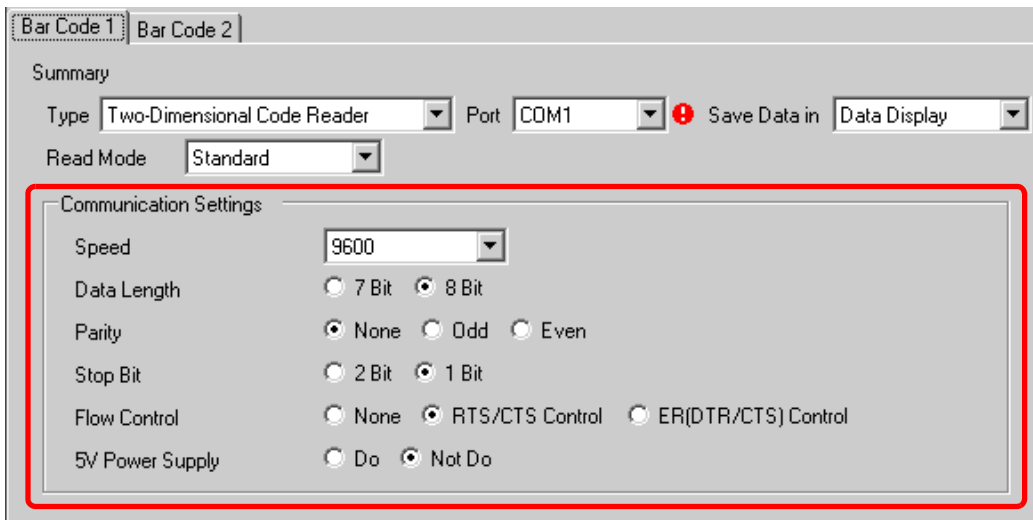 Bar Code 1 Bar Code 2
Summary
Type Two-Dimensional Code Reader Port COM1 Save Data in Data Display
Read Mode Standard
Communication Settings
Speed 9600
Data Length 7 Bit 8 Bit
Parity None Odd Even
Stop Bit 2 Bit 1 Bit
Flow Control None RTS/CTS Control ER(DTR/CTS) Control
5V Power Supply Do Not Do